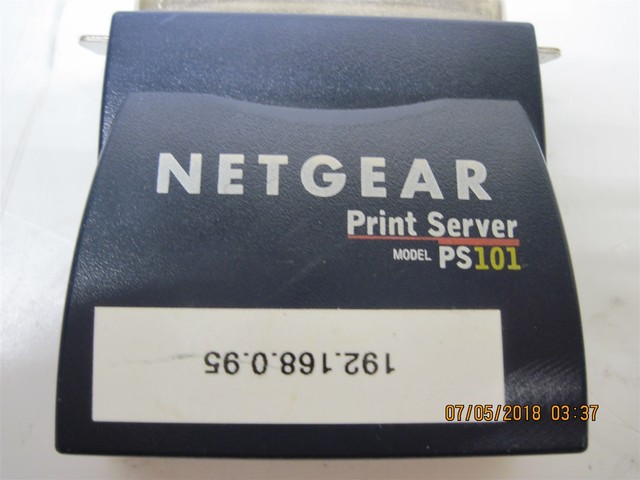 NETGEAR
Print Server
MODEL PS101
192.168.0.95
07/05/2018 03:37